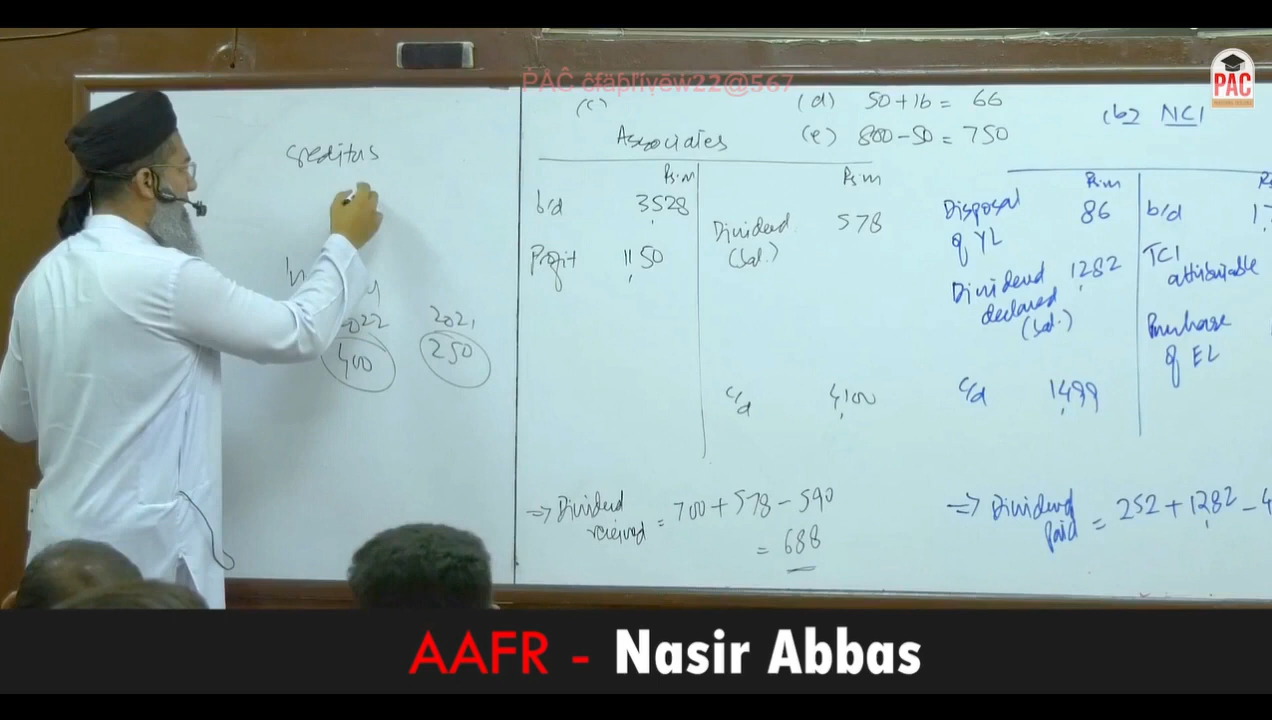 PAC
PAC
creditors
2022
2021
400
250
(c)
Associates
Rs.m
Rs.m
b/d 3528
Profit 1150
Dividend 578
(bal.)
c/d 4100
=> Dividend received = 700 + 578 - 590
= 688
(d) 50 + 16 = 66
(e) 800 - 50 = 750
(b) NCI
Rs.m
Disposal of YL 86
Dividend declared 1282
(bal.)
c/d 1499
b/d
TCI attributable
Purchase of EL
=> Dividend paid = 252 + 1282 -
AAFR - Nasir Abbas